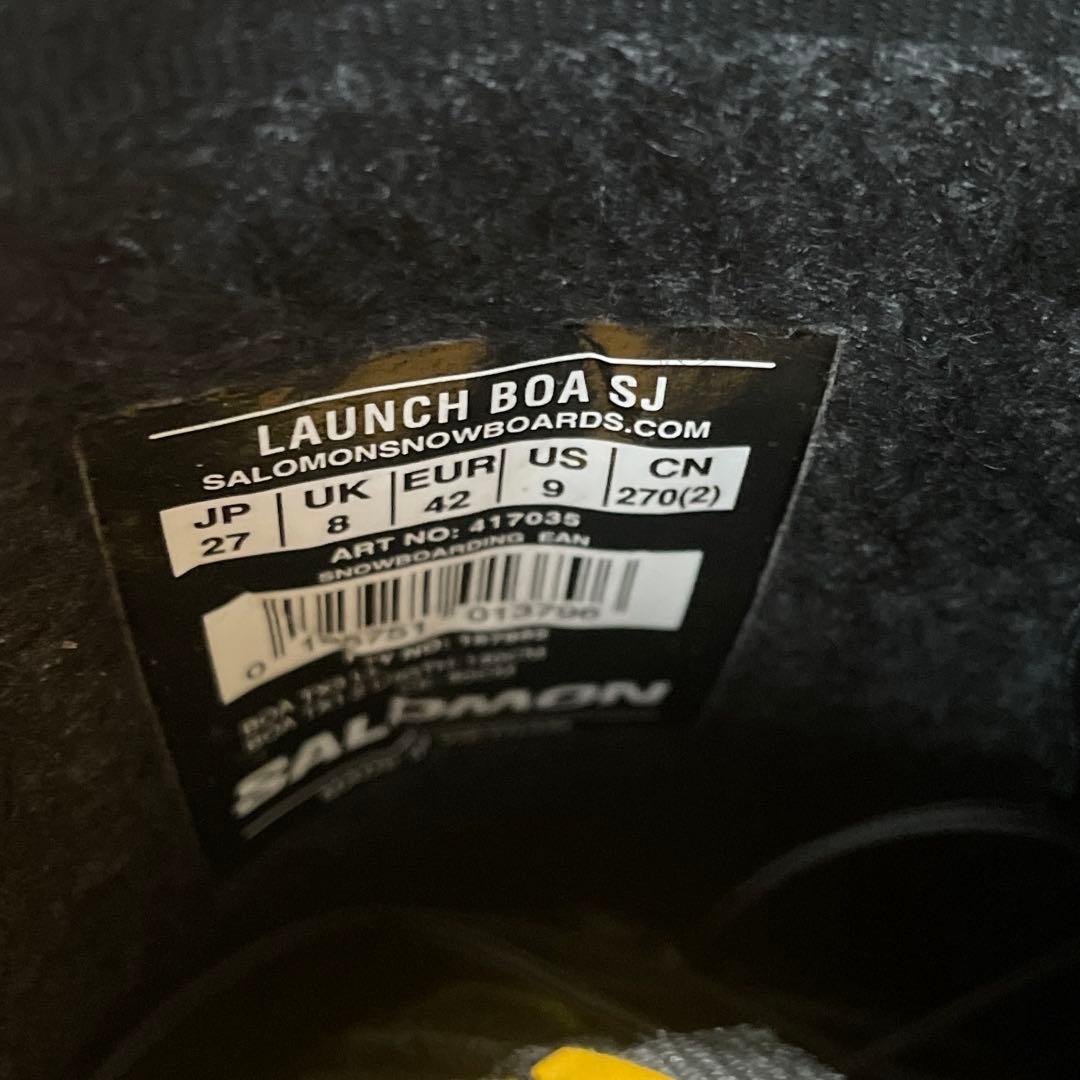 LAUNCH BOA SJ
SALOMONSNOWBOARDS.COM
JP UK EUR US CN
27 8 42 9 270(2)
ART NO: 417035
SNOWBOARDING EAN
013796
SALOMON